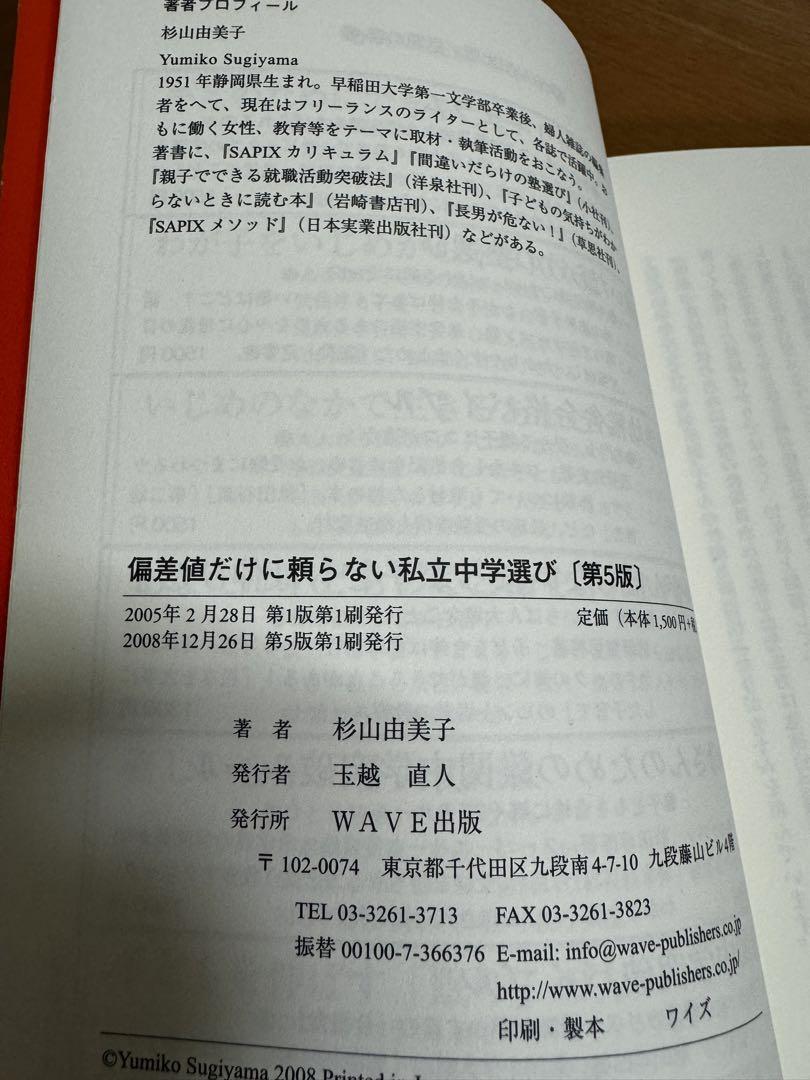 著者プロフィール
杉山由美子
Yumiko Sugiyama
1951年静岡県生まれ。早稲田大学第一文学部卒業後、婦人雑誌の編集
者をへて、現在はフリーランスのライターとして、各誌で活躍中。お
もに働く女性、教育等をテーマに取材・執筆活動をおこなう。
著書に、『SAPIXカリキュラム』『間違いだらけの塾選び』(小社刊)、
『親子でできる就職活動突破法』(洋泉社刊)、『子どもの気持ちがわか
らないときに読む本』(岩崎書店刊)、『長男が危ない！』(草思社刊)、
『SAPIXメソッド』(日本実業出版社刊)などがある。
偏差値だけに頼らない私立中学選び〔第5版〕
2005年2月28日 第1版第1刷発行
定価(本体1,500円+税
2008年12月26日 第5版第1刷発行
著者 杉山由美子
発行者 玉越 直人
発行所 WAVE出版
〒102-0074 東京都千代田区九段南4-7-10 九段藤山ビル4階
TEL 03-3261-3713 FAX 03-3261-3823
振替 00100-7-366376 E-mail: info@wave-publishers.co.jp
http://www.wave-publishers.co.jp/
印刷・製本 ワイズ
©Yumiko Sugiyama 2008 Printed in